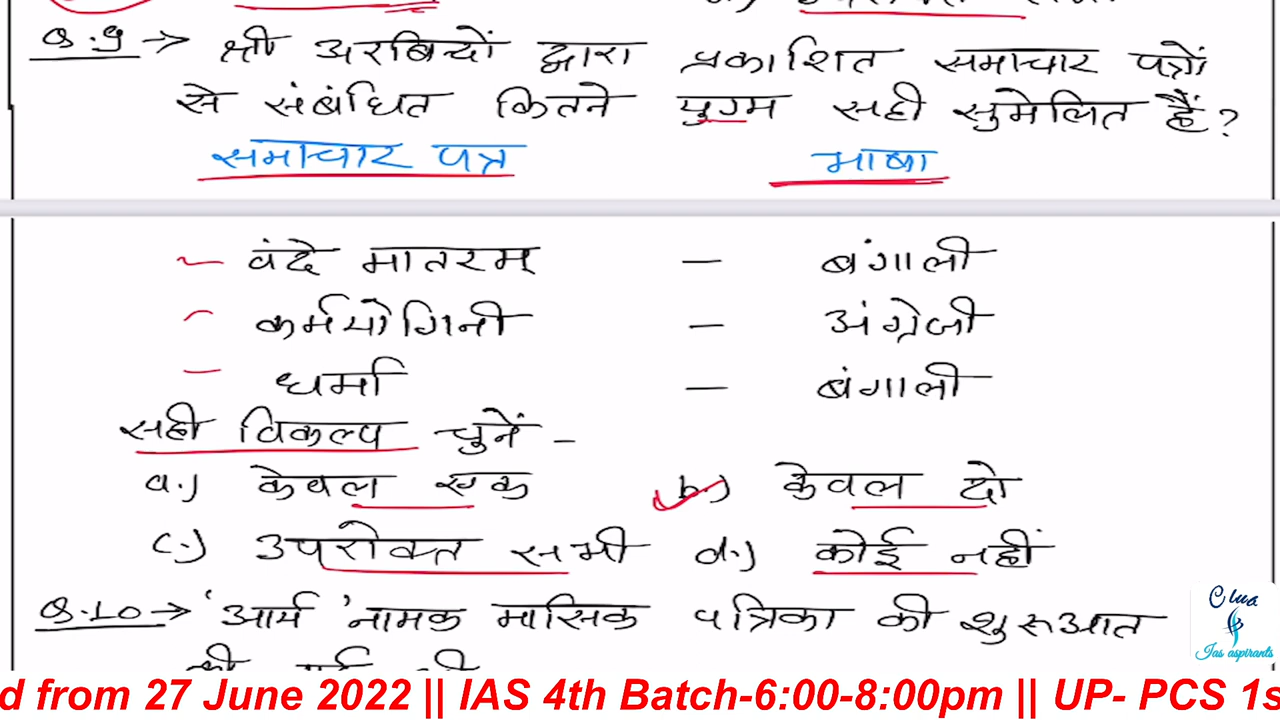 Q.9 → श्री अरबिन्दों द्वारा प्रकाशित समाचार पत्रों
से संबंधित कितने युग्म सही सुमेलित हैं?
समाचार पत्र भाषा
वंदे मातरम् – बंगाली
कर्मयोगिनी – अंग्रेजी
धर्मा – बंगाली
सही विकल्प चुनें –
a.) केवल एक b.) केवल दो
c.) उपरोक्त सभी d.) कोई नहीं
Q.10 → 'आर्य' नामक मासिक पत्रिका की शुरूआत
Clue
Ias aspirants
d from 27 June 2022 || IAS 4th Batch-6:00-8:00pm || UP- PCS 1s